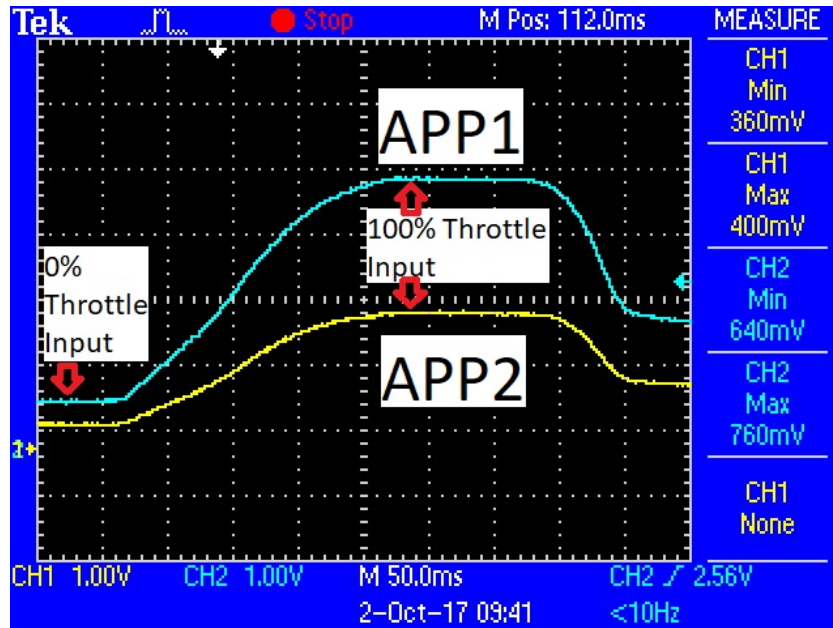 Tek Stop M Pos: 112.0ms MEASURE
CH1
Min
360mV
CH1
Max
400mV
CH2
Min
640mV
CH2
Max
760mV
CH1
None
APP1
100% Throttle
Input
0%
Throttle
Input
APP2
2
CH1 1.00V CH2 1.00V M 50.0ms CH2 2.56V
2-Oct-17 09:41 <10Hz